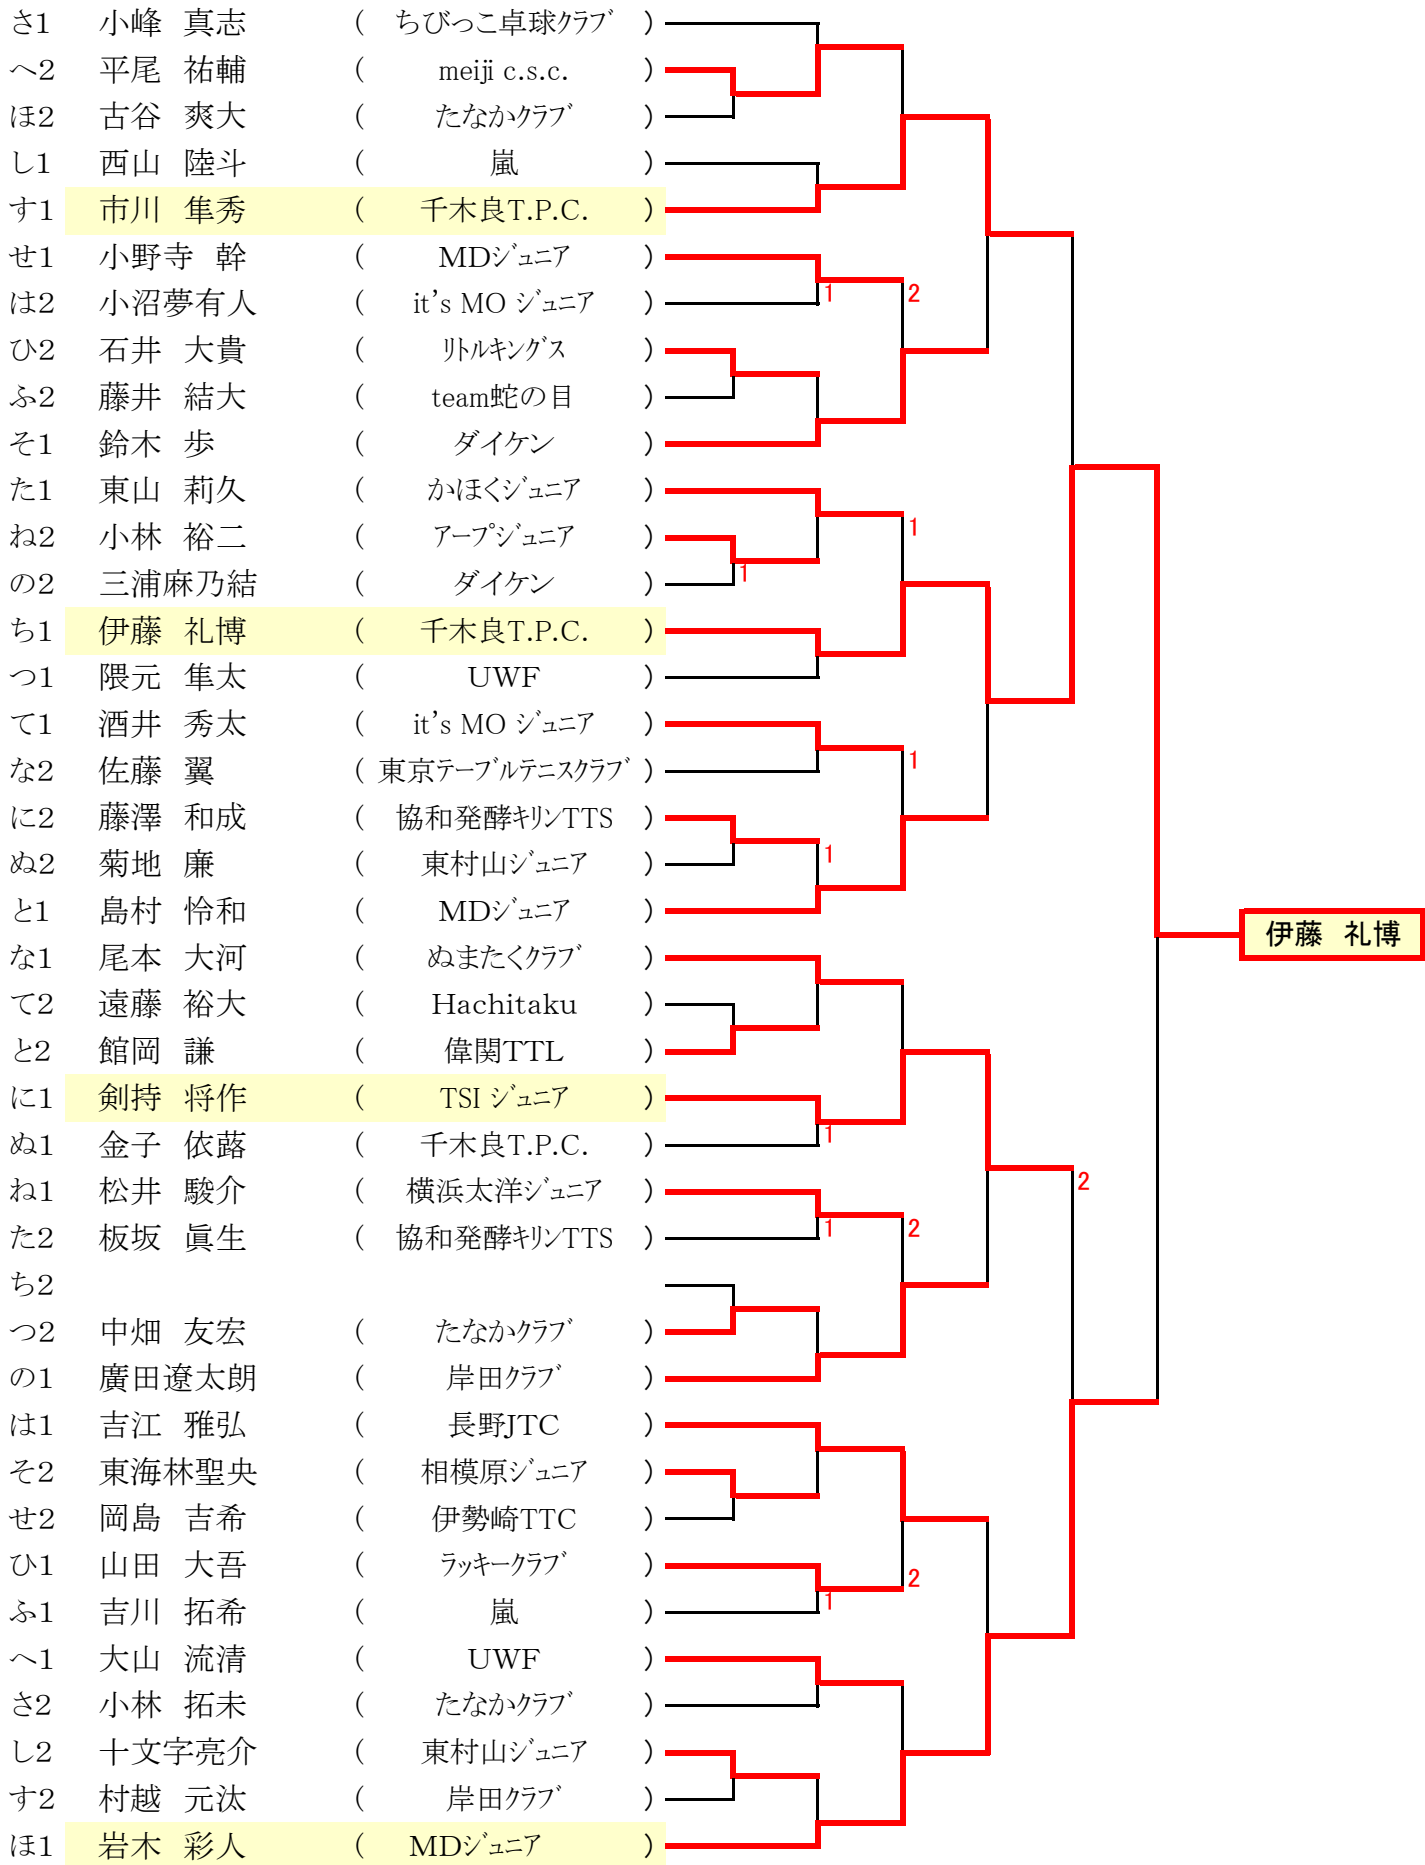 さ1 小峰 真志 ( ちびっこ卓球ｸﾗﾌﾞ )
へ2 平尾 祐輔 ( meiji c.s.c. )
ほ2 古谷 爽大 ( たなかｸﾗﾌﾞ )
し1 西山 陸斗 ( 嵐 )
す1 市川 隼秀 ( 千木良T.P.C. )
せ1 小野寺 幹 ( MDｼﾞｭﾆｱ )
は2 小沼夢有人 ( it's MO ｼﾞｭﾆｱ ) 1 2
ひ2 石井 大貴 ( ﾘﾄﾙｷﾝｸﾞｽ )
ふ2 藤井 結大 ( team蛇の目 )
そ1 鈴木 歩 ( ダイケン )
た1 東山 莉久 ( かほくｼﾞｭﾆｱ )
1
ね2 小林 裕二 ( ｱｰﾌﾟｼﾞｭﾆｱ )
の2 三浦麻乃結 ( ダイケン ) 1
ち1 伊藤 礼博 ( 千木良T.P.C. )
つ1 隈元 隼太 ( UWF )
て1 酒井 秀太 ( it's MO ｼﾞｭﾆｱ )
な2 佐藤 翼 ( 東京ﾃｰﾌﾞﾙﾃﾆｽｸﾗﾌﾞ ) 1
に2 藤澤 和成 ( 協和発酵ｷﾘﾝTTS )
ぬ2 菊地 廉 ( 東村山ｼﾞｭﾆｱ ) 1
と1 島村 怜和 ( MDｼﾞｭﾆｱ )
伊藤 礼博
な1 尾本 大河 ( ぬまたくｸﾗﾌﾞ )
て2 遠藤 裕大 ( Hachitaku )
と2 館岡 謙 ( 偉関TTL )
に1 剣持 将作 ( TSI ｼﾞｭﾆｱ )
ぬ1 金子 依蕗 ( 千木良T.P.C. ) 1
ね1 松井 駿介 ( 横浜太洋ｼﾞｭﾆｱ ) 2
た2 板坂 眞生 ( 協和発酵ｷﾘﾝTTS ) 1 2
ち2
つ2 中畑 友宏 ( たなかｸﾗﾌﾞ )
の1 廣田遼太朗 ( 岸田ｸﾗﾌﾞ )
は1 吉江 雅弘 ( 長野JTC )
そ2 東海林聖央 ( 相模原ｼﾞｭﾆｱ )
せ2 岡島 吉希 ( 伊勢崎TTC )
ひ1 山田 大吾 ( ﾗｯｷｰｸﾗﾌﾞ ) 2
ふ1 吉川 拓希 ( 嵐 ) 1
へ1 大山 流清 ( UWF )
さ2 小林 拓未 ( たなかｸﾗﾌﾞ )
し2 十文字亮介 ( 東村山ｼﾞｭﾆｱ )
す2 村越 元汰 ( 岸田ｸﾗﾌﾞ )
ほ1 岩木 彩人 ( MDｼﾞｭﾆｱ )